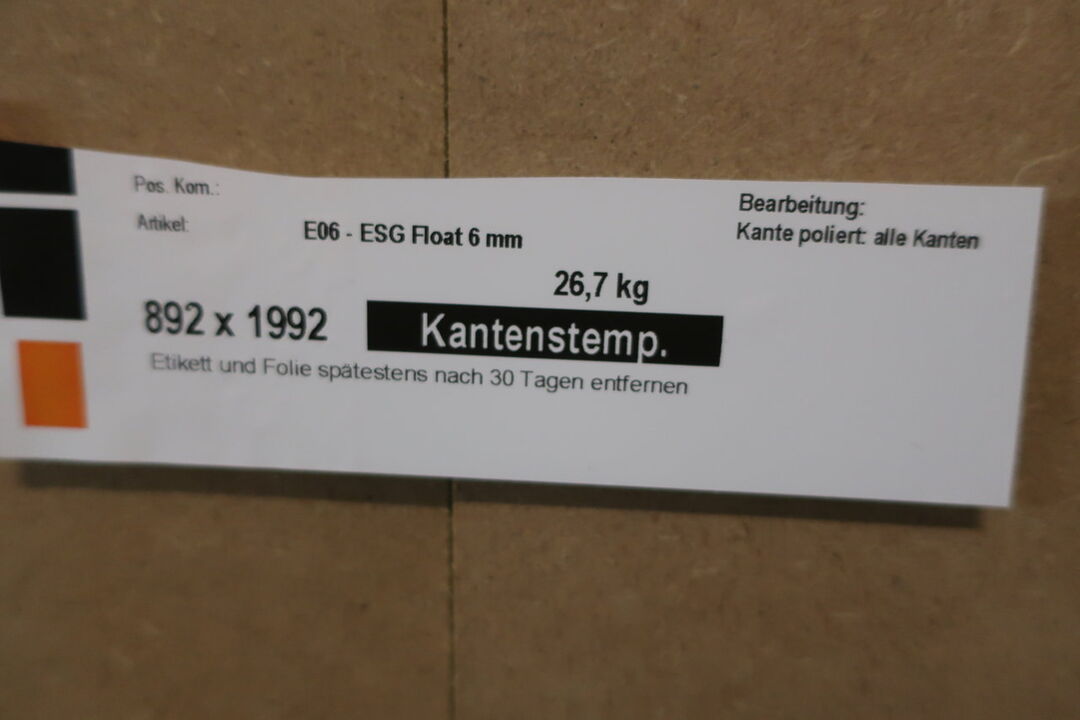 Pos. Kom.:
Artikel:
E06 - ESG Float 6 mm
Bearbeitung:
Kante poliert: alle Kanten
26,7 kg
892 x 1992
Kantenstemp.
Etikett und Folie spätestens nach 30 Tagen entfernen